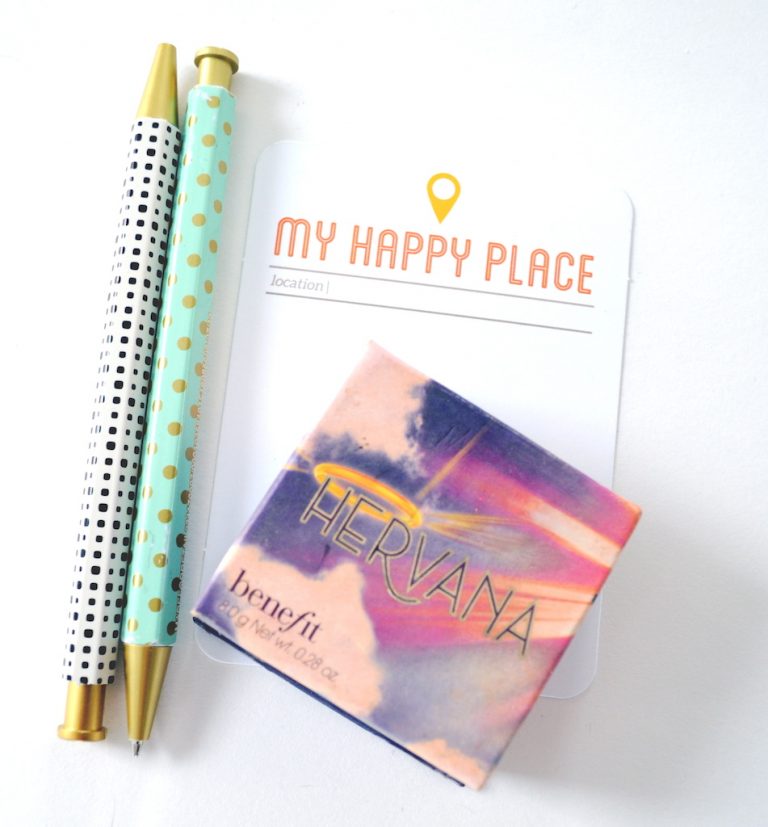 MY HAPPY PLACE
location |
HERVANA
benefit
8.0 g Net wt. 0.28 oz.